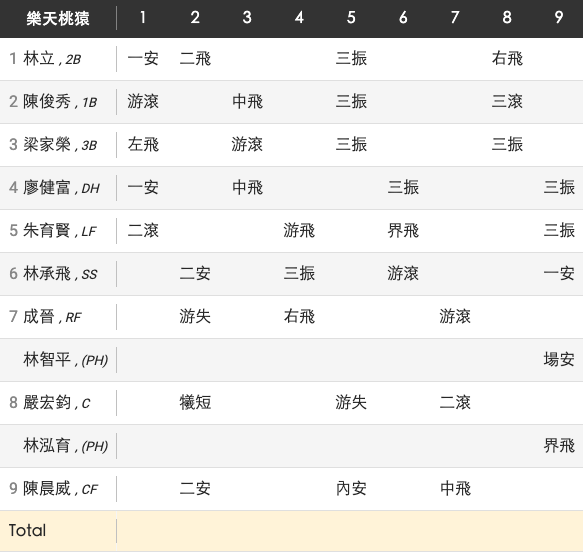 樂天桃猿 1 2 3 4 5 6 7 8 9
1 林立 , 2B 一安 二飛 三振 右飛
2 陳俊秀 , 1B 游滾 中飛 三振 三滾
3 梁家榮 , 3B 左飛 游滾 三振 三振
4 廖健富 , DH 一安 中飛 三振 三振
5 朱育賢 , LF 二滾 游飛 界飛 三振
6 林承飛 , SS 二安 三振 游滾 一安
7 成晉 , RF 游失 右飛 游滾
林智平 , (PH) 場安
8 嚴宏鈞 , C 犧短 游失 二滾
林泓育 , (PH) 界飛
9 陳晨威 , CF 二安 內安 中飛
Total